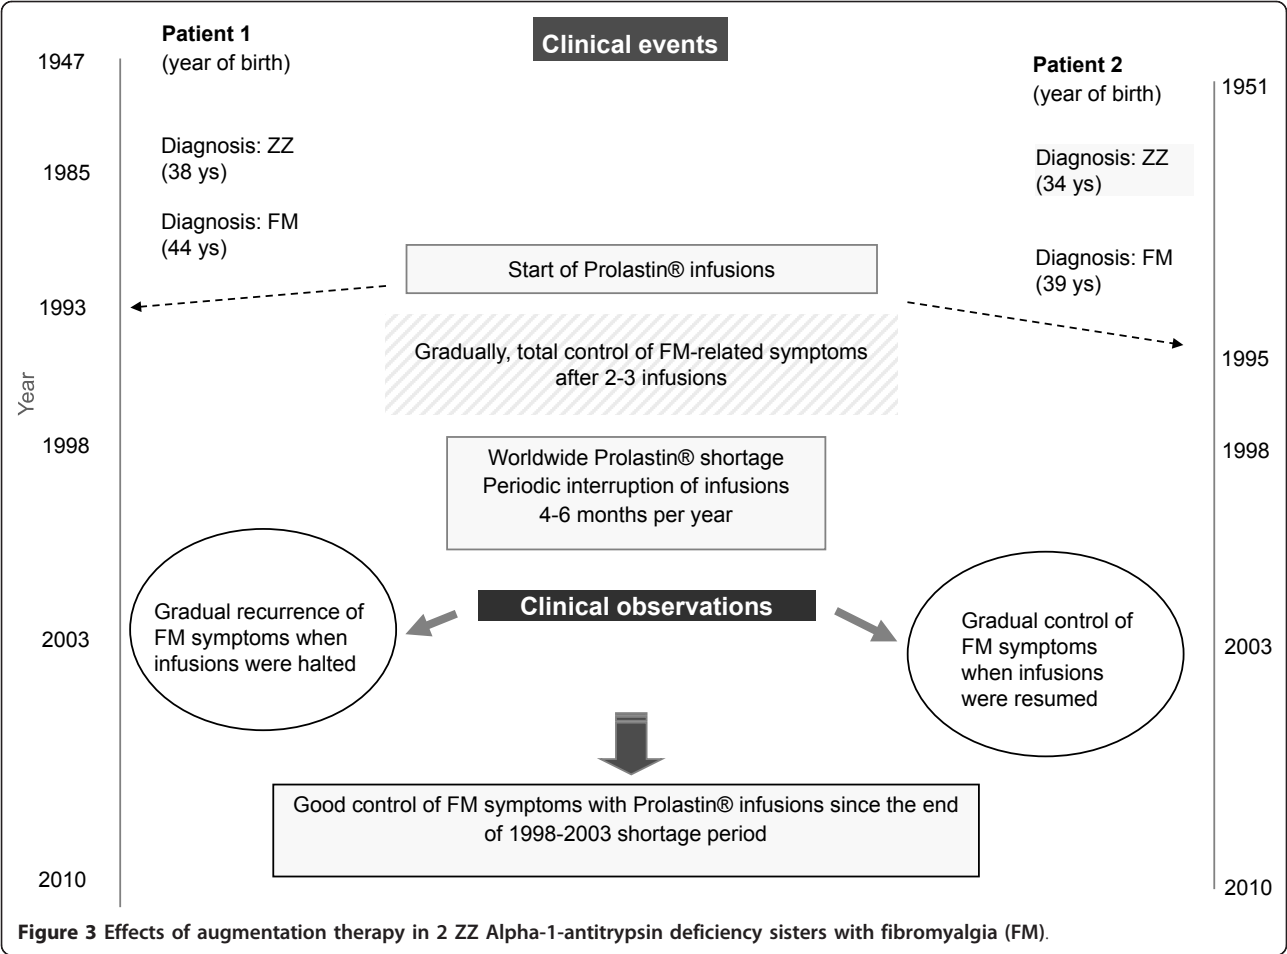 Clinical events
Patient 1
(year of birth)
1947
Patient 2
(year of birth)
1951
Diagnosis: ZZ
(38 ys)
1985
Diagnosis: ZZ
(34 ys)
Diagnosis: FM
(44 ys)
Diagnosis: FM
(39 ys)
Start of Prolastin® infusions
1993
1995
Gradually, total control of FM-related symptoms
after 2-3 infusions
Year
1998
1998
Worldwide Prolastin® shortage
Periodic interruption of infusions
4-6 months per year
Clinical observations
Gradual recurrence of
FM symptoms when
infusions were halted
2003
Gradual control of
FM symptoms
when infusions
were resumed
2003
Good control of FM symptoms with Prolastin® infusions since the end
of 1998-2003 shortage period
2010
2010
Figure 3 Effects of augmentation therapy in 2 ZZ Alpha-1-antitrypsin deficiency sisters with fibromyalgia (FM).